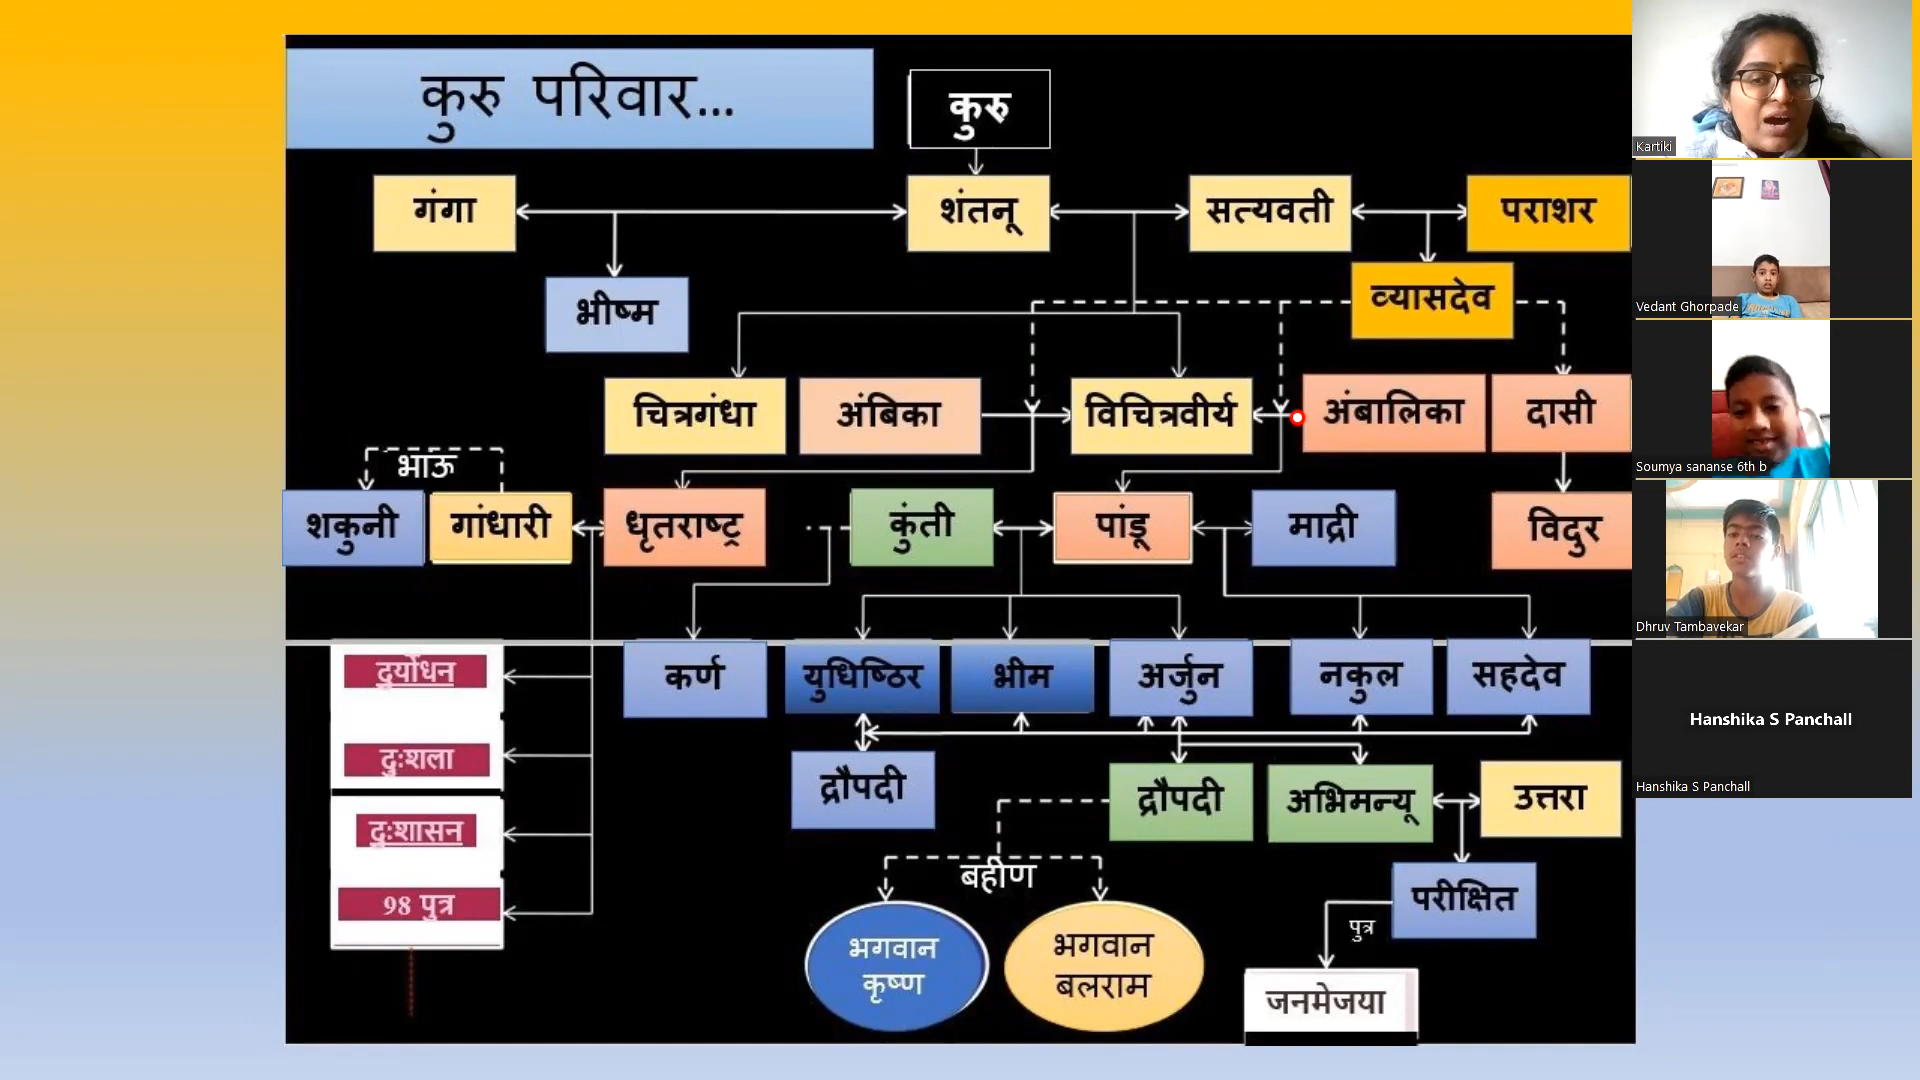 कुरु परिवार...
कुरु
गंगा
शंतनू
सत्यवती
पराशर
भीष्म
व्यासदेव
चित्रगंधा
अंबिका
विचित्रवीर्य
अंबालिका
दासी
भाऊ
शकुनी
गांधारी
धृतराष्ट्र
कुंती
पांडू
माद्री
विदुर
दुर्योधन
दुःशला
दुःशासन
98 पुत्र
कर्ण
युधिष्ठिर
भीम
अर्जुन
नकुल
सहदेव
द्रौपदी
द्रौपदी
अभिमन्यू
उत्तरा
बहीण
भगवान
कृष्ण
भगवान
बलराम
परीक्षित
पुत्र
जनमेजया
Kartiki
Vedant Ghorpade
Soumya sananse 6th b
Dhruv Tambavekar
Hanshika S Panchall
Hanshika S Panchall